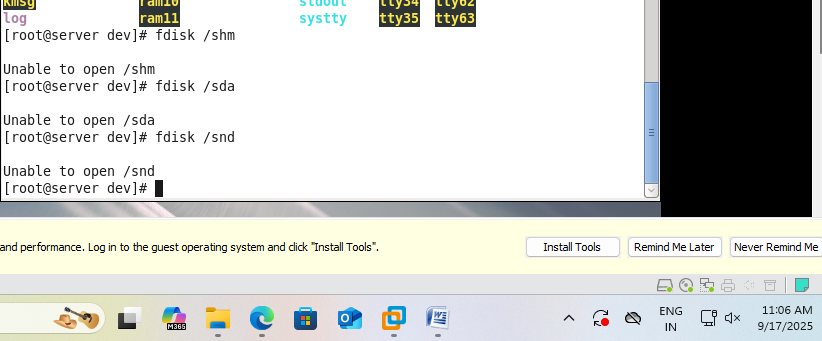 kmsg ram10 stdout tty34 tty62
log ram11 systty tty35 tty63
[root@server dev]# fdisk /shm
Unable to open /shm
[root@server dev]# fdisk /sda
Unable to open /sda
[root@server dev]# fdisk /snd
Unable to open /snd
[root@server dev]#
and performance. Log in to the guest operating system and click "Install Tools".
Install Tools
Remind Me Later
Never Remind Me
M365
ENG
IN
11:06 AM
9/17/2025